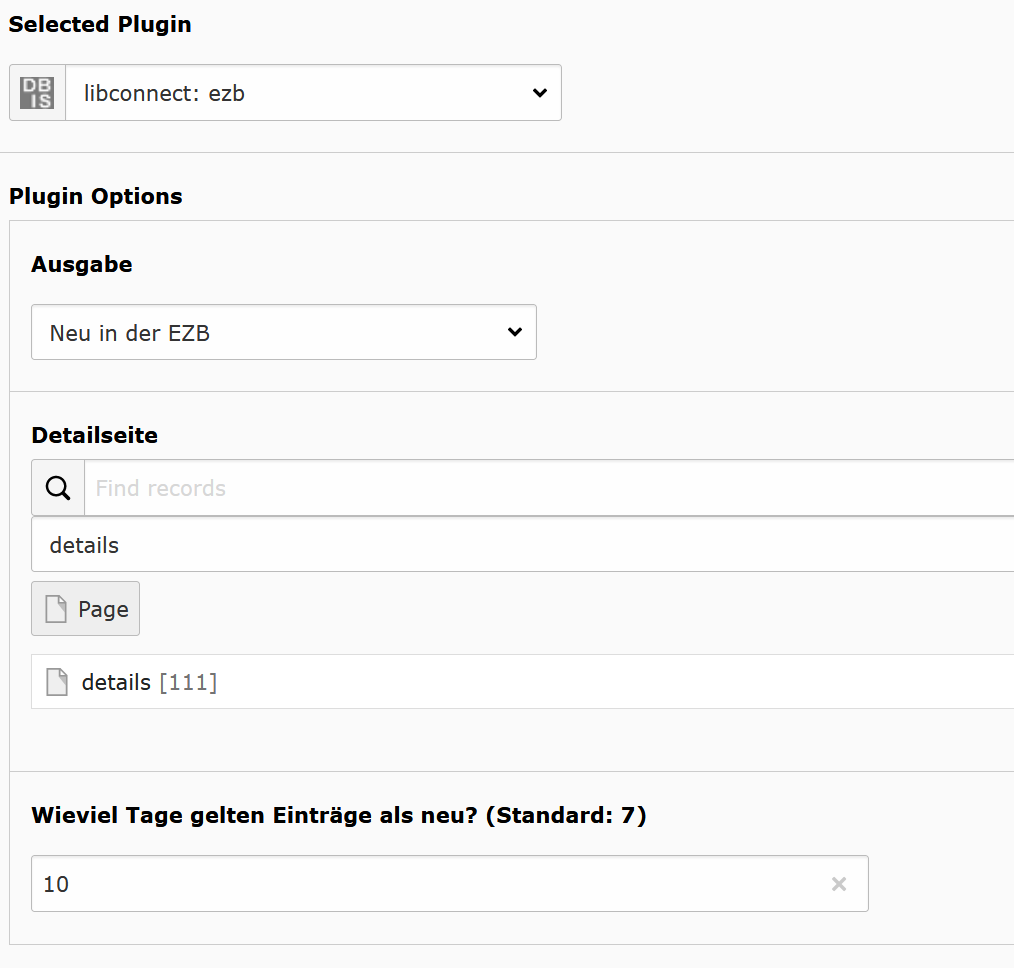 Selected Plugin
DB
IS
libconnect: ezb
Plugin Options
Ausgabe
Neu in der EZB
Detailseite
Find records
details
Page
details [111]
Wieviel Tage gelten Einträge als neu? (Standard: 7)
10